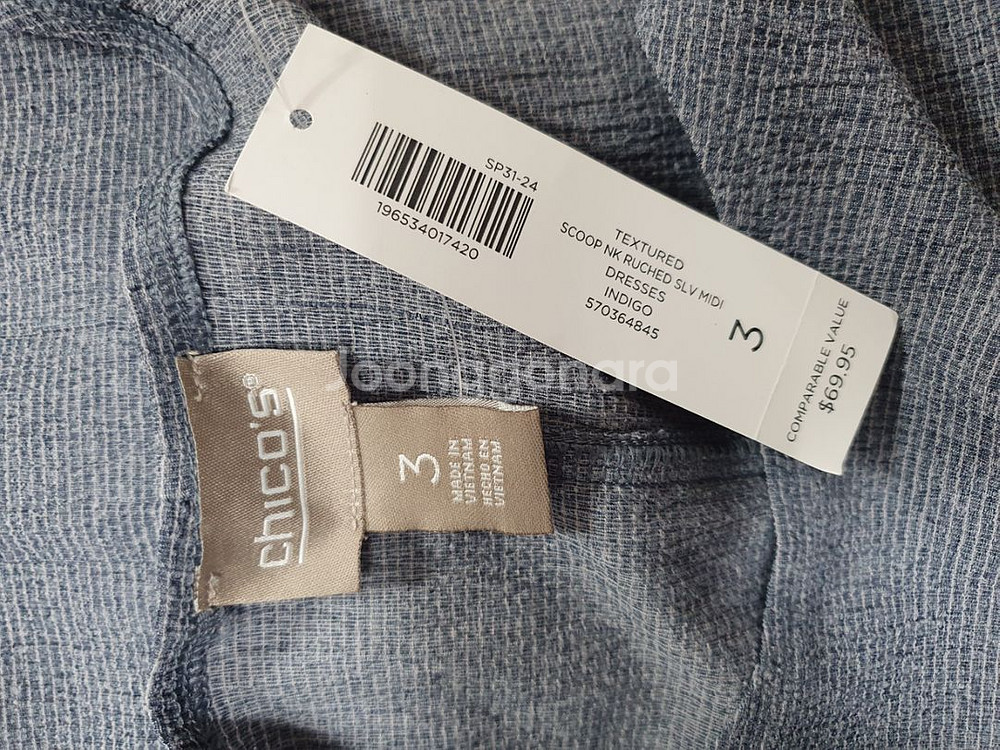 SP31-24
196534017420
TEXTURED
SCOOP NK RUCHED SLV MIDI
DRESSES
INDIGO
570364845
3
COMPARABLE VALUE
$69.95
chico's®
3
MADE IN
VIETNAM
HECHO EN
VIETNAM
Joonggonara